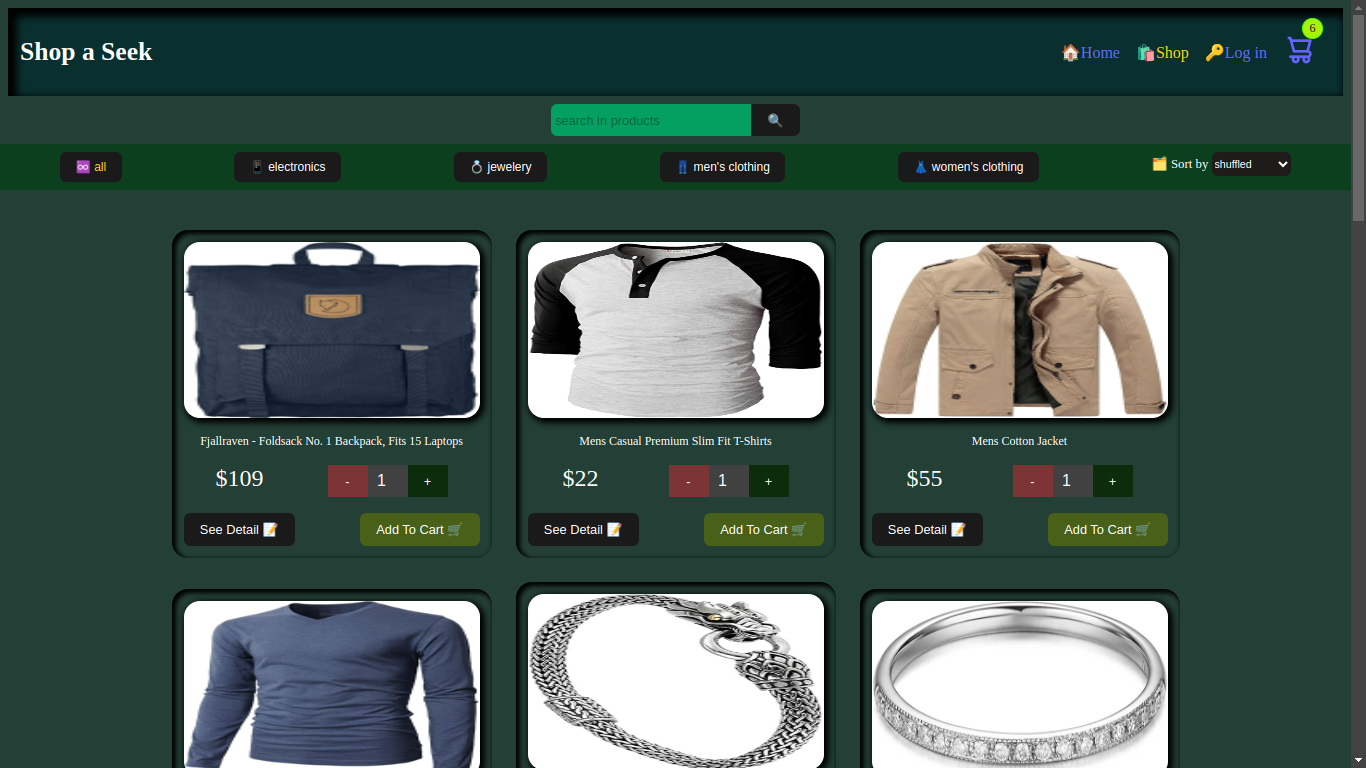 Shop a Seek
🏠Home 🛍️Shop 🔑Log in 6
search in products 🔍
♾️ all 📱 electronics 💍 jewelery 👖 men's clothing 👗 women's clothing 🗂️ Sort by shuffled
Fjallraven - Foldsack No. 1 Backpack, Fits 15 Laptops Mens Casual Premium Slim Fit T-Shirts Mens Cotton Jacket
$109 - 1 + $22 - 1 + $55 - 1 +
See Detail 📝 Add To Cart 🛒 See Detail 📝 Add To Cart 🛒 See Detail 📝 Add To Cart 🛒